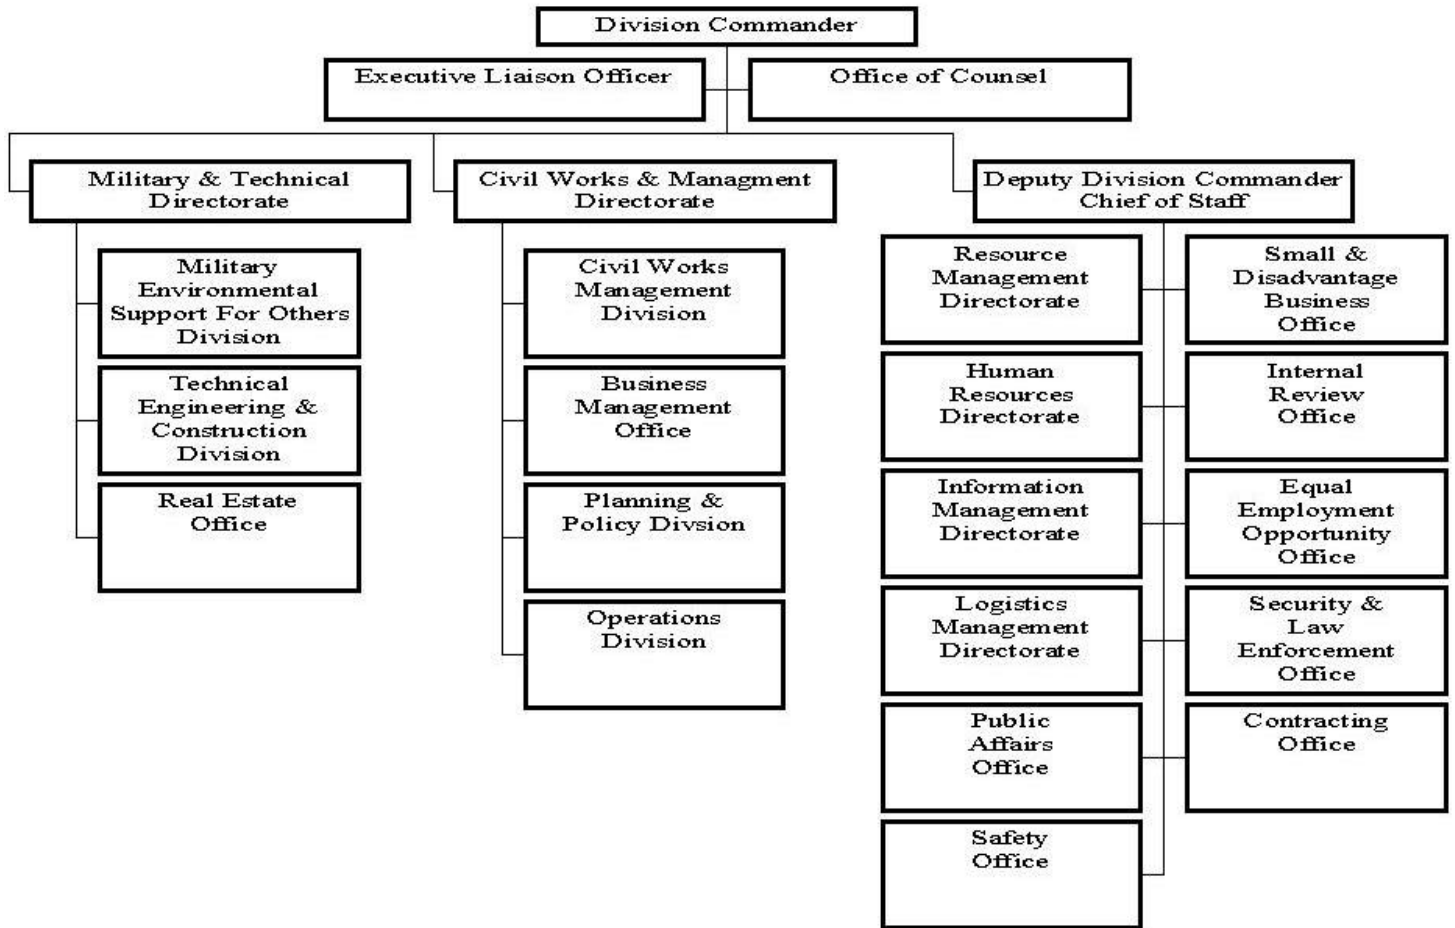 Division Commander
Executive Liaison Officer
Office of Counsel
Military & Technical
Directorate
Civil Works & Managment
Directorate
Deputy Division Commander
Chief of Staff
Military
Environmental
Support For Others
Division
Technical
Engineering &
Construction
Division
Real Estate
Office
Civil Works
Management
Division
Business
Management
Office
Planning &
Policy Divsion
Operations
Division
Resource
Management
Directorate
Small &
Disadvantage
Business
Office
Human
Resources
Directorate
Internal
Review
Office
Information
Management
Directorate
Equal
Employment
Opportunity
Office
Logistics
Management
Directorate
Security &
Law
Enforcement
Office
Public
Affairs
Office
Contracting
Office
Safety
Office